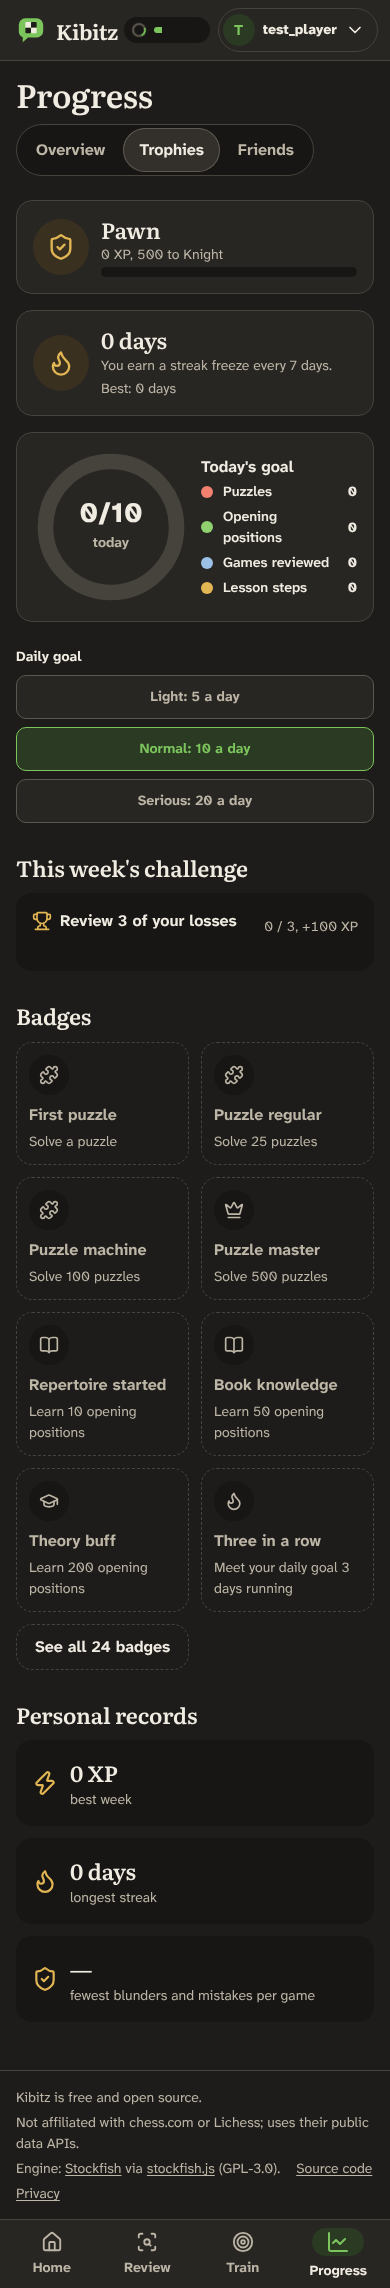 Kibitz
T
test_player
Progress
Overview
Trophies
Friends
Pawn
0 XP, 500 to Knight
0 days
You earn a streak freeze every 7 days.
Best: 0 days
0/10
today
Today's goal
Puzzles 0
Opening
positions 0
Games reviewed 0
Lesson steps 0
Daily goal
Light: 5 a day
Normal: 10 a day
Serious: 20 a day
This week's challenge
Review 3 of your losses
0 / 3, +100 XP
Badges
First puzzle
Solve a puzzle
Puzzle regular
Solve 25 puzzles
Puzzle machine
Solve 100 puzzles
Puzzle master
Solve 500 puzzles
Repertoire started
Learn 10 opening
positions
Book knowledge
Learn 50 opening
positions
Theory buff
Learn 200 opening
positions
Three in a row
Meet your daily goal 3
days running
See all 24 badges
Personal records
0 XP
best week
0 days
longest streak
—
fewest blunders and mistakes per game
Kibitz is free and open source.
Not affiliated with chess.com or Lichess; uses their public
data APIs.
Engine: Stockfish via stockfish.js (GPL-3.0). Source code
Privacy
Home
Review
Train
Progress